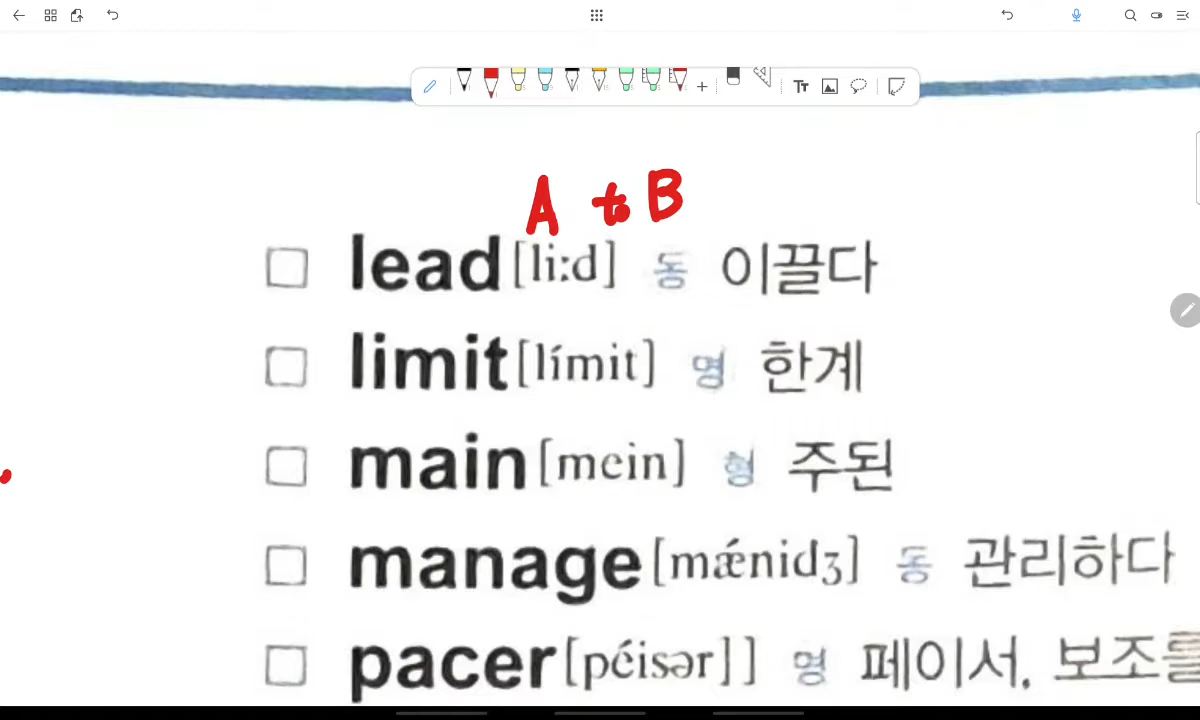 A to B
lead [li:d] 동 이끌다
limit [límit] 명 한계
main [mein] 형 주된
manage [mǽnidʒ] 동 관리하다
pacer [péisər]] 명 페이서, 보조를